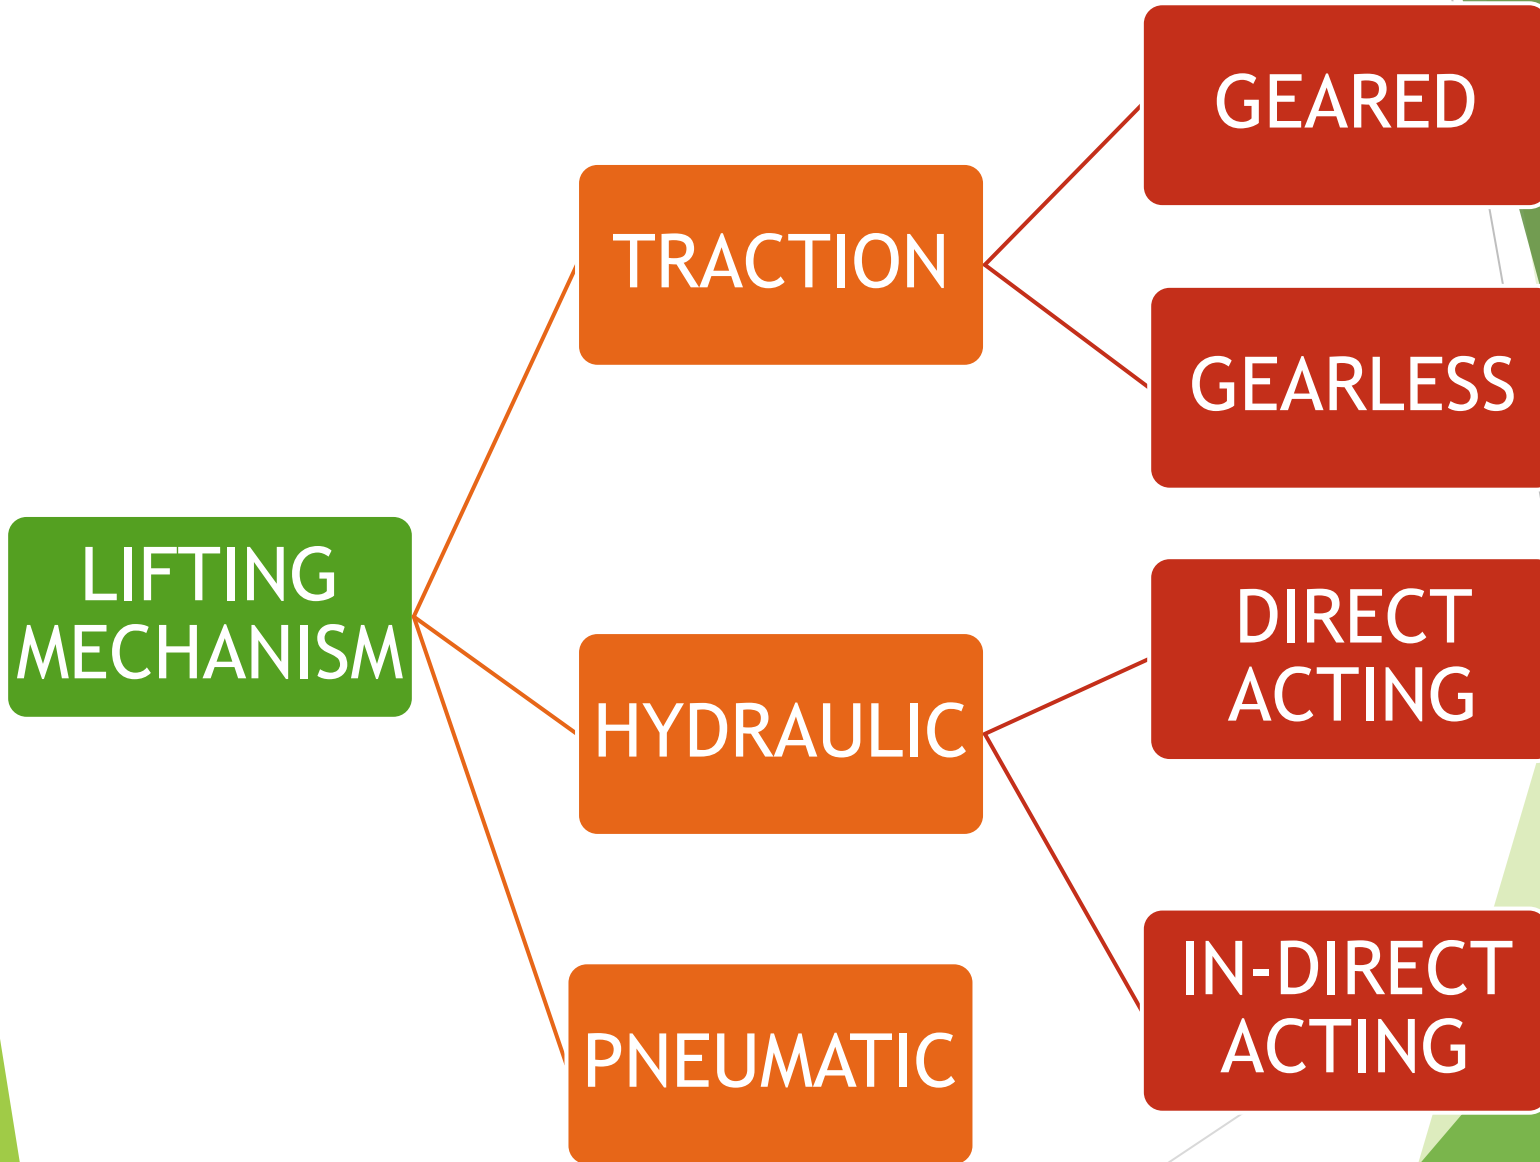 LIFTING
MECHANISM
TRACTION
HYDRAULIC
PNEUMATIC
GEARED
GEARLESS
DIRECT
ACTING
IN-DIRECT
ACTING